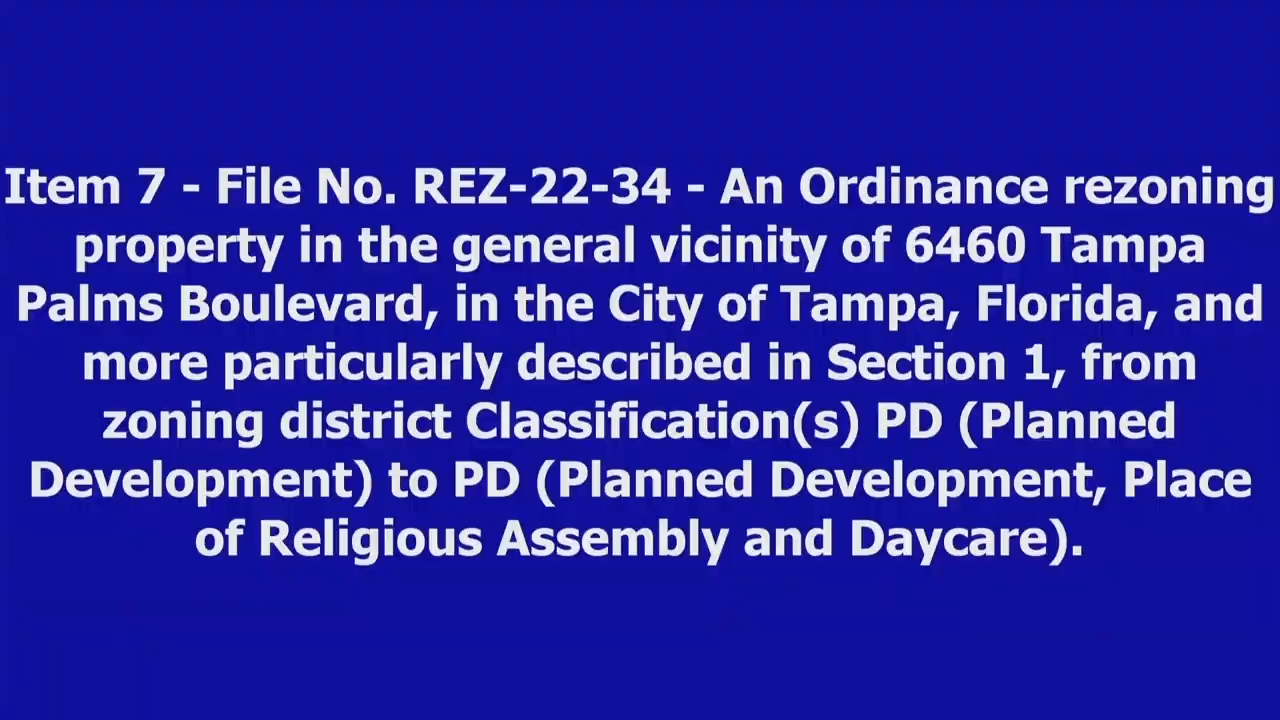 Item 7 - File No. REZ-22-34 - An Ordinance rezoning
property in the general vicinity of 6460 Tampa
Palms Boulevard, in the City of Tampa, Florida, and
more particularly described in Section 1, from
zoning district Classification(s) PD (Planned
Development) to PD (Planned Development, Place
of Religious Assembly and Daycare).